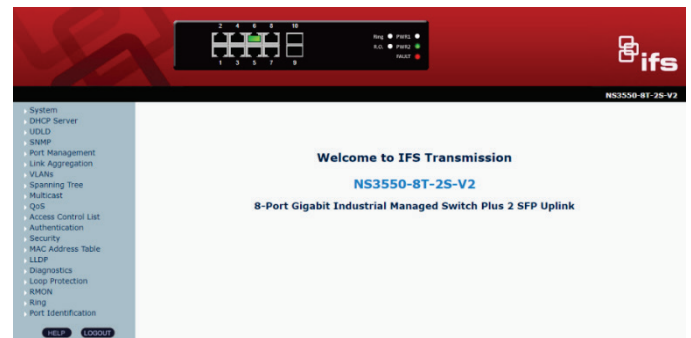 2 4 6 8 10
1 3 5 7 9
Ring PWR1
R.O. PWR2
FAULT
ifs
NS3550-8T-2S-V2
System
DHCP Server
UDLD
SNMP
Port Management
Link Aggregation
VLANs
Spanning Tree
Multicast
QoS
Access Control List
Authentication
Security
MAC Address Table
LLDP
Diagnostics
Loop Protection
RMON
Ring
Port Identification
HELP LOGOUT
Welcome to IFS Transmission
NS3550-8T-2S-V2
8-Port Gigabit Industrial Managed Switch Plus 2 SFP Uplink